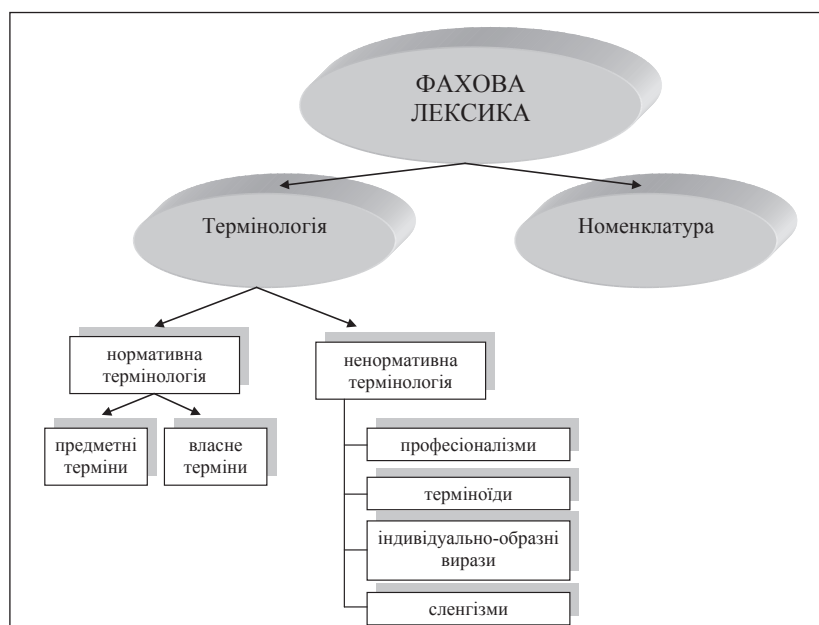 ФАХОВА
ЛЕКСИКА
Термінологія
Номенклатура
нормативна
термінологія
ненормативна
термінологія
предметні
терміни
власне
терміни
професіоналізми
терміноїди
індивідуально-образні
вирази
сленгізми